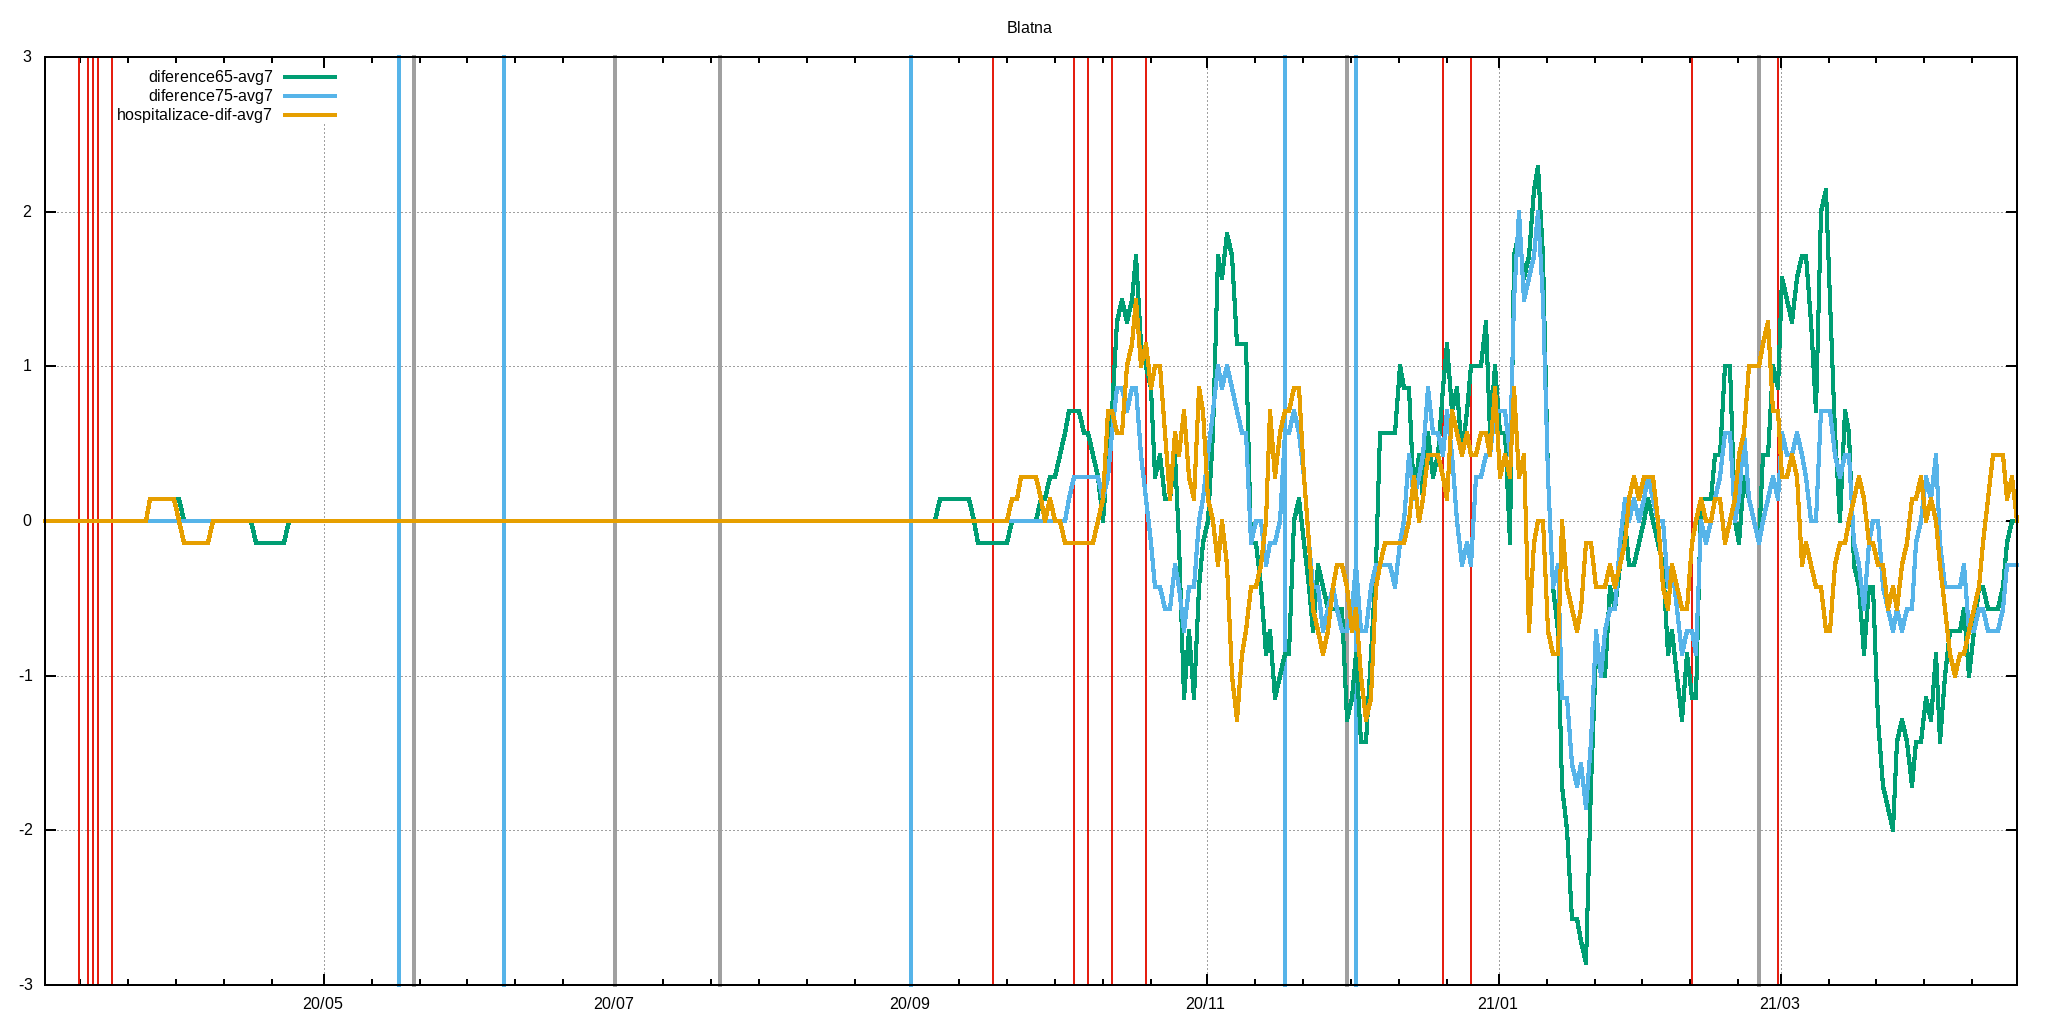 Blatna
3
diference65-avg7
diference75-avg7
hospitalizace-dif-avg7
2
1
0
-1
-2
-3
20/05 20/07 20/09 20/11 21/01 21/03